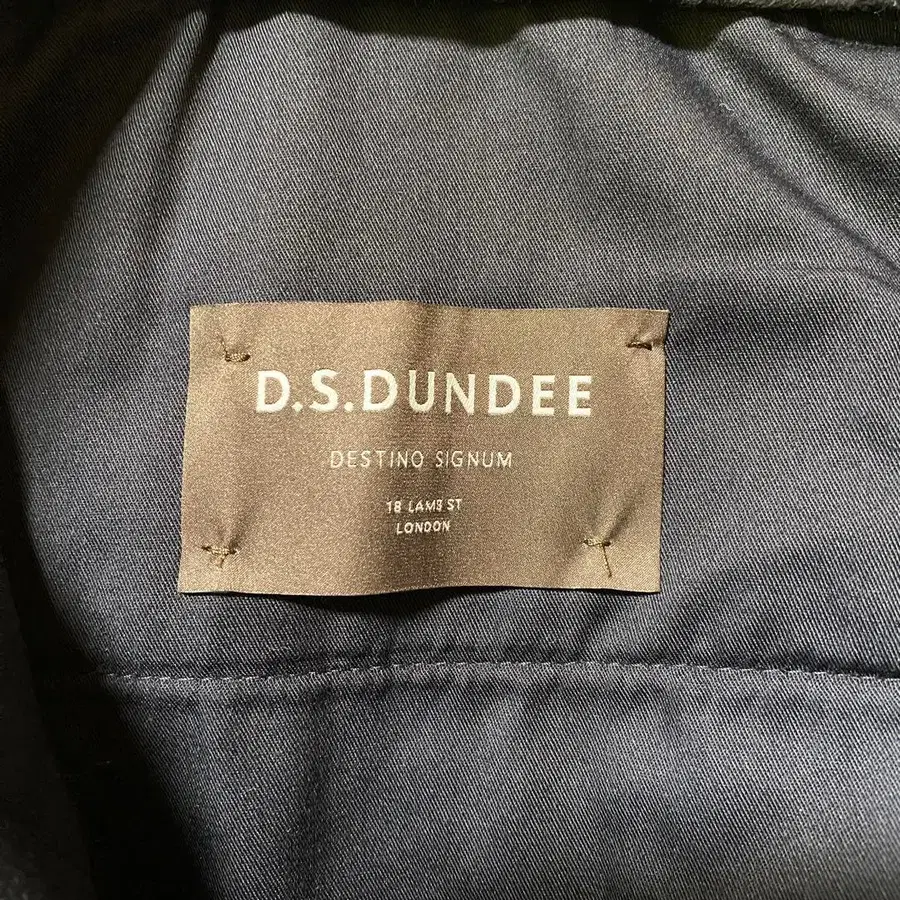 D.S.DUNDEE
DESTINO SIGNUM
18 LAMB ST
LONDON